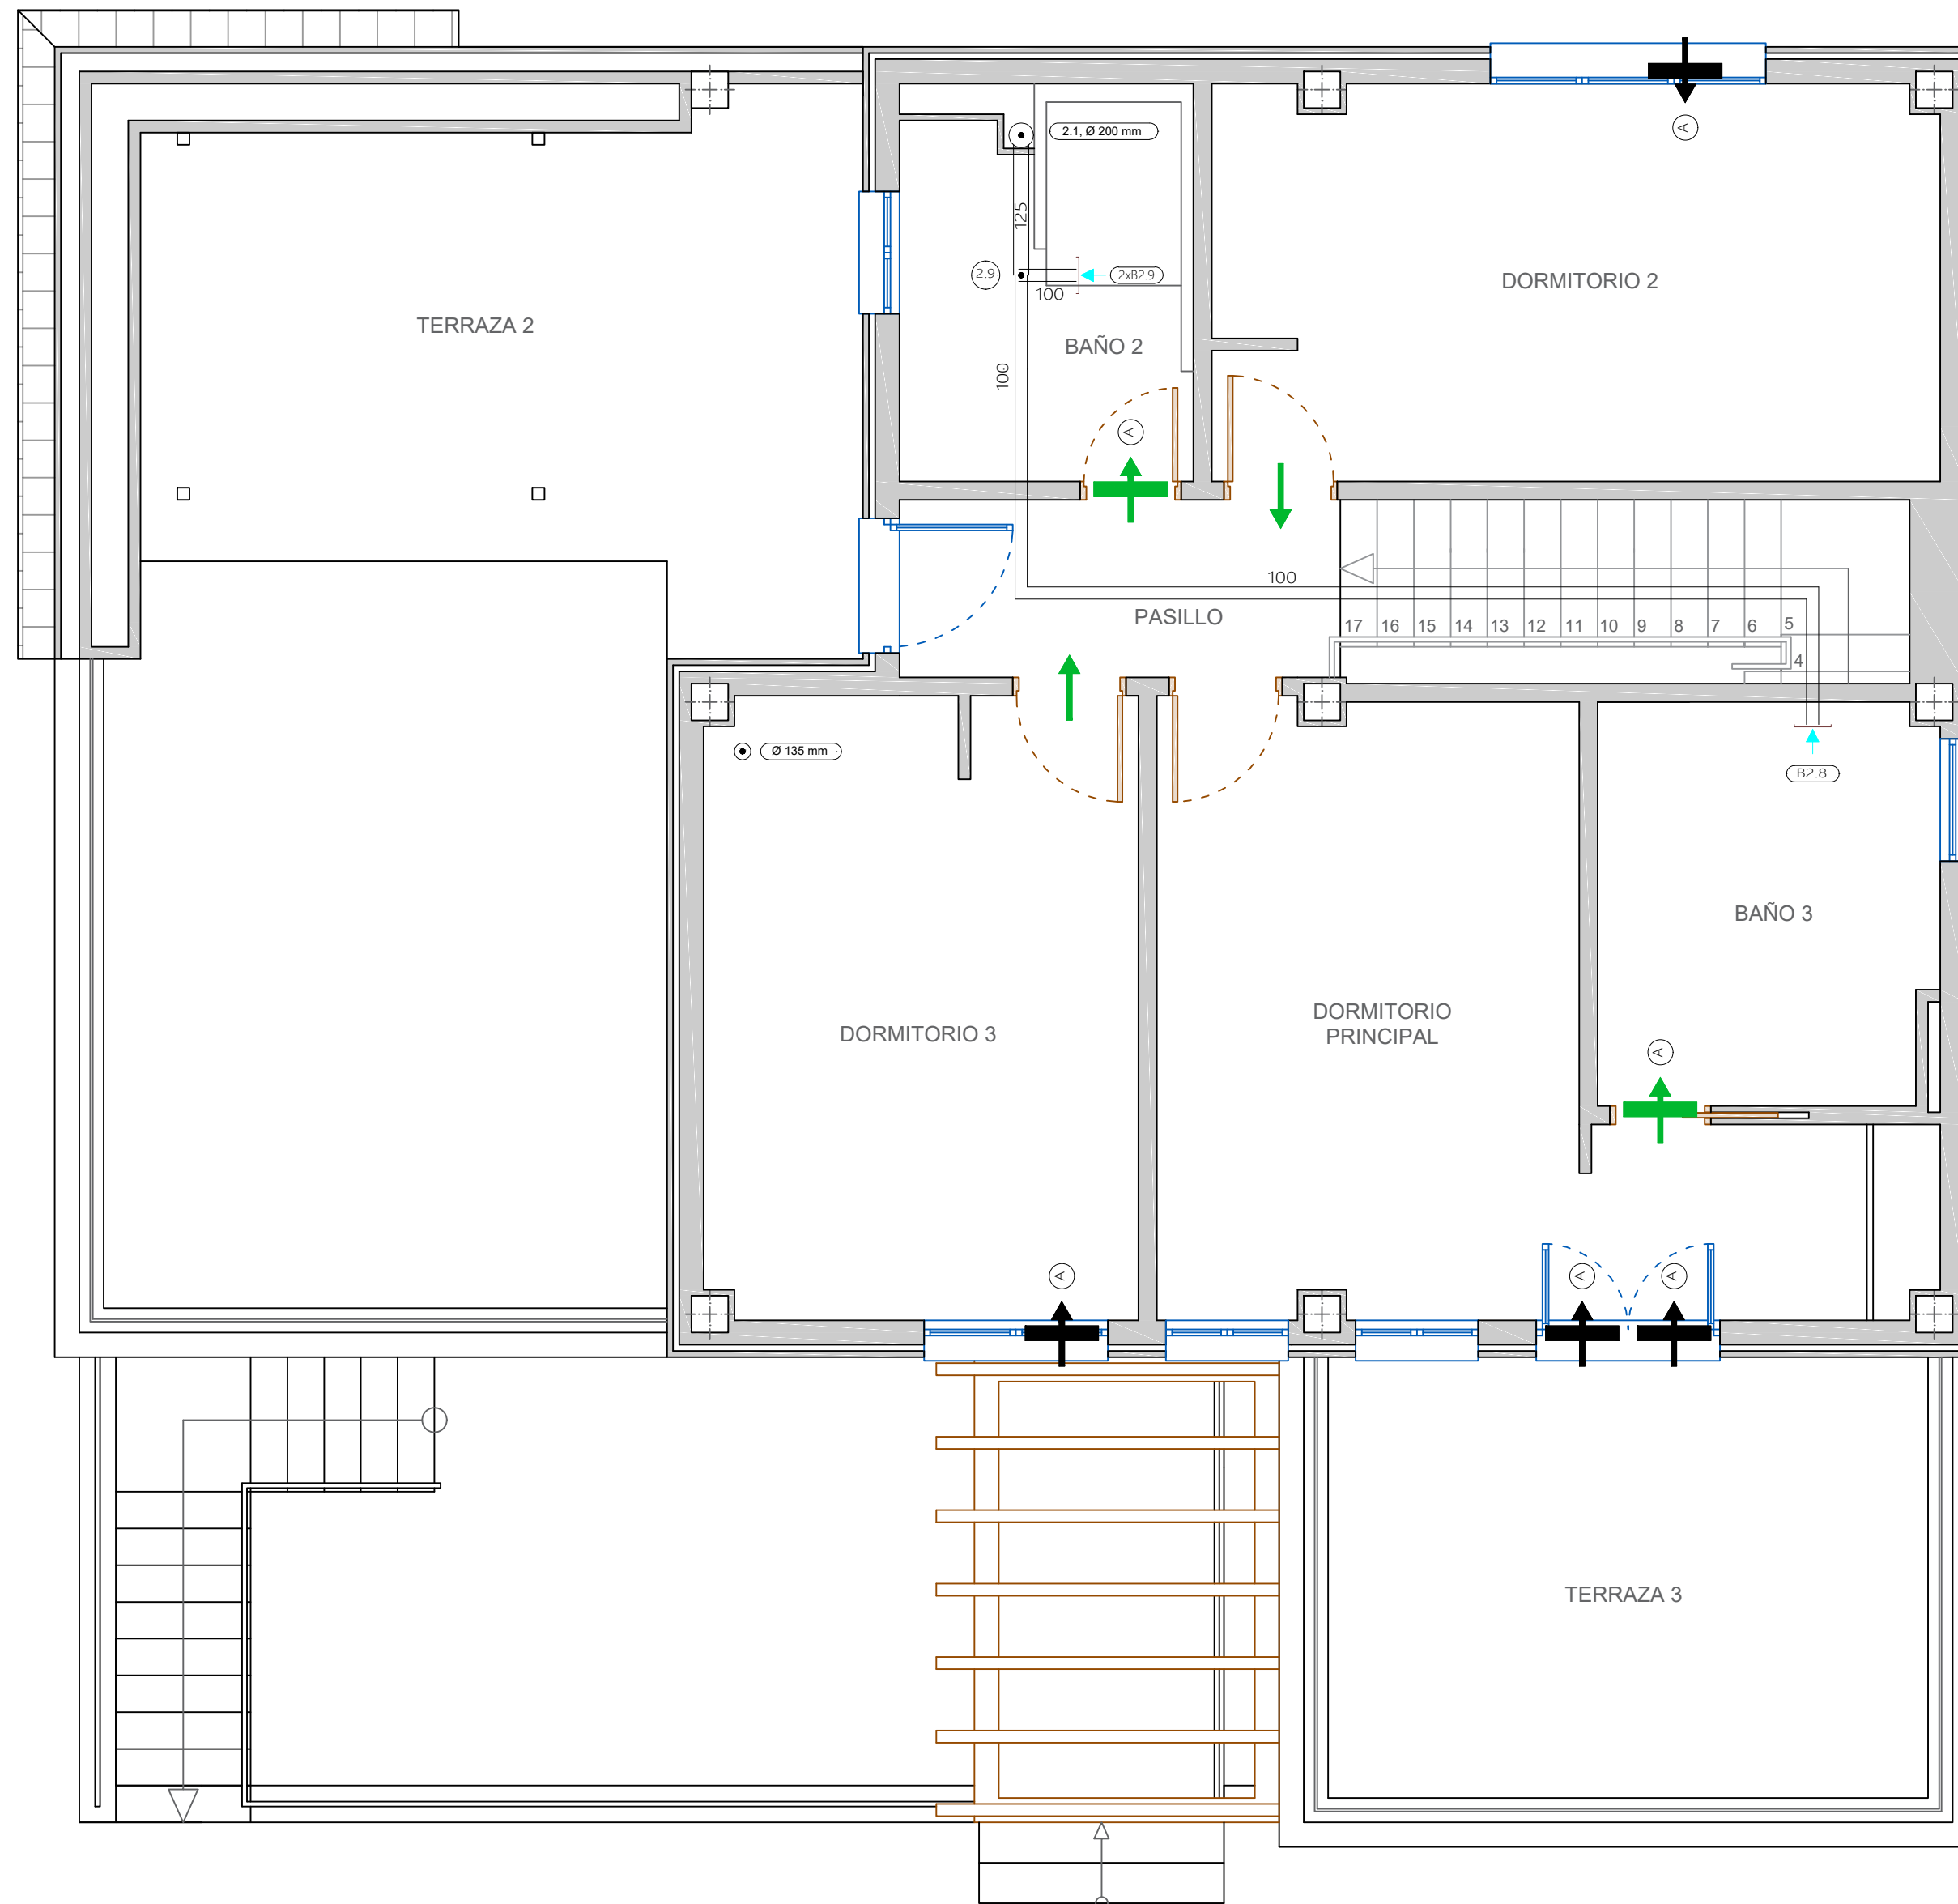 2.1, Ø 200 mm
A
125
2.9
2xB2.9
100
DORMITORIO 2
TERRAZA 2
BAÑO 2
100
A
100
PASILLO
17 16 15 14 13 12 11 10 9 8 7 6 5
4
Ø 135 mm
B2.8
BAÑO 3
DORMITORIO 3
DORMITORIO
PRINCIPAL
A
A
A
A
TERRAZA 3